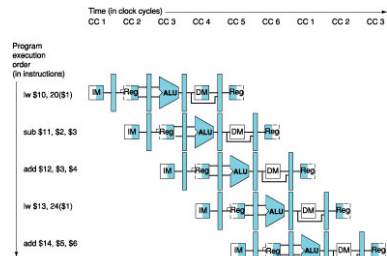 Time (in clock cycles)
CC 1 CC 2 CC 3 CC 4 CC 5 CC 6 CC 1 CC 2 CC 3
Program
execution
order
(in instructions)
lw $10, 20($1)
IM Reg ALU DM Reg
sub $11, $2, $3
IM Reg ALU DM Reg
add $12, $3, $4
IM Reg ALU DM Reg
lw $13, 24($1)
IM Reg ALU DM Reg
add $14, $5, $6
IM Reg ALU DM Reg